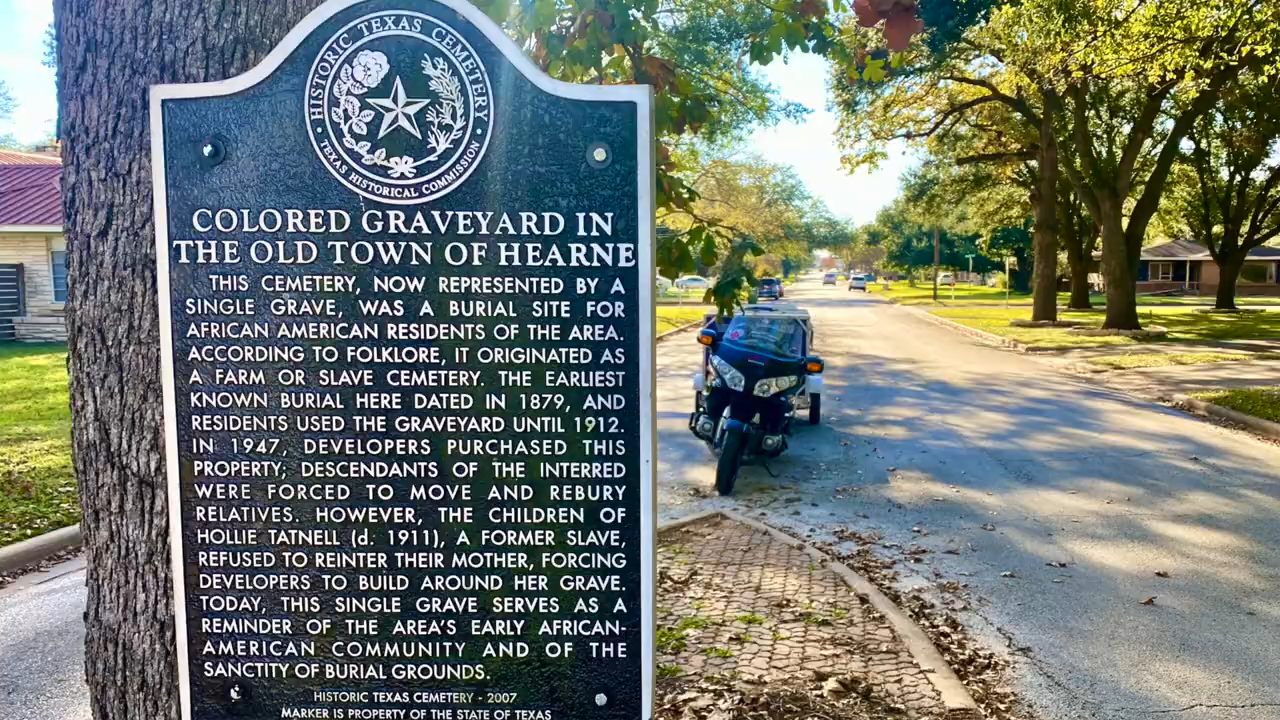 HISTORIC TEXAS CEMETERY
TEXAS HISTORICAL COMMISSION
COLORED GRAVEYARD IN
THE OLD TOWN OF HEARNE
THIS CEMETERY, NOW REPRESENTED BY A
SINGLE GRAVE, WAS A BURIAL SITE FOR
AFRICAN AMERICAN RESIDENTS OF THE AREA.
ACCORDING TO FOLKLORE, IT ORIGINATED AS
A FARM OR SLAVE CEMETERY. THE EARLIEST
KNOWN BURIAL HERE DATED IN 1879, AND
RESIDENTS USED THE GRAVEYARD UNTIL 1912.
IN 1947, DEVELOPERS PURCHASED THIS
PROPERTY; DESCENDANTS OF THE INTERRED
WERE FORCED TO MOVE AND REBURY
RELATIVES. HOWEVER, THE CHILDREN OF
HOLLIE TATNELL (d. 1911), A FORMER SLAVE,
REFUSED TO REINTER THEIR MOTHER, FORCING
DEVELOPERS TO BUILD AROUND HER GRAVE.
TODAY, THIS SINGLE GRAVE SERVES AS A
REMINDER OF THE AREA'S EARLY AFRICAN-
AMERICAN COMMUNITY AND OF THE
SANCTITY OF BURIAL GROUNDS.
HISTORIC TEXAS CEMETERY - 2007
MARKER IS PROPERTY OF THE STATE OF TEXAS